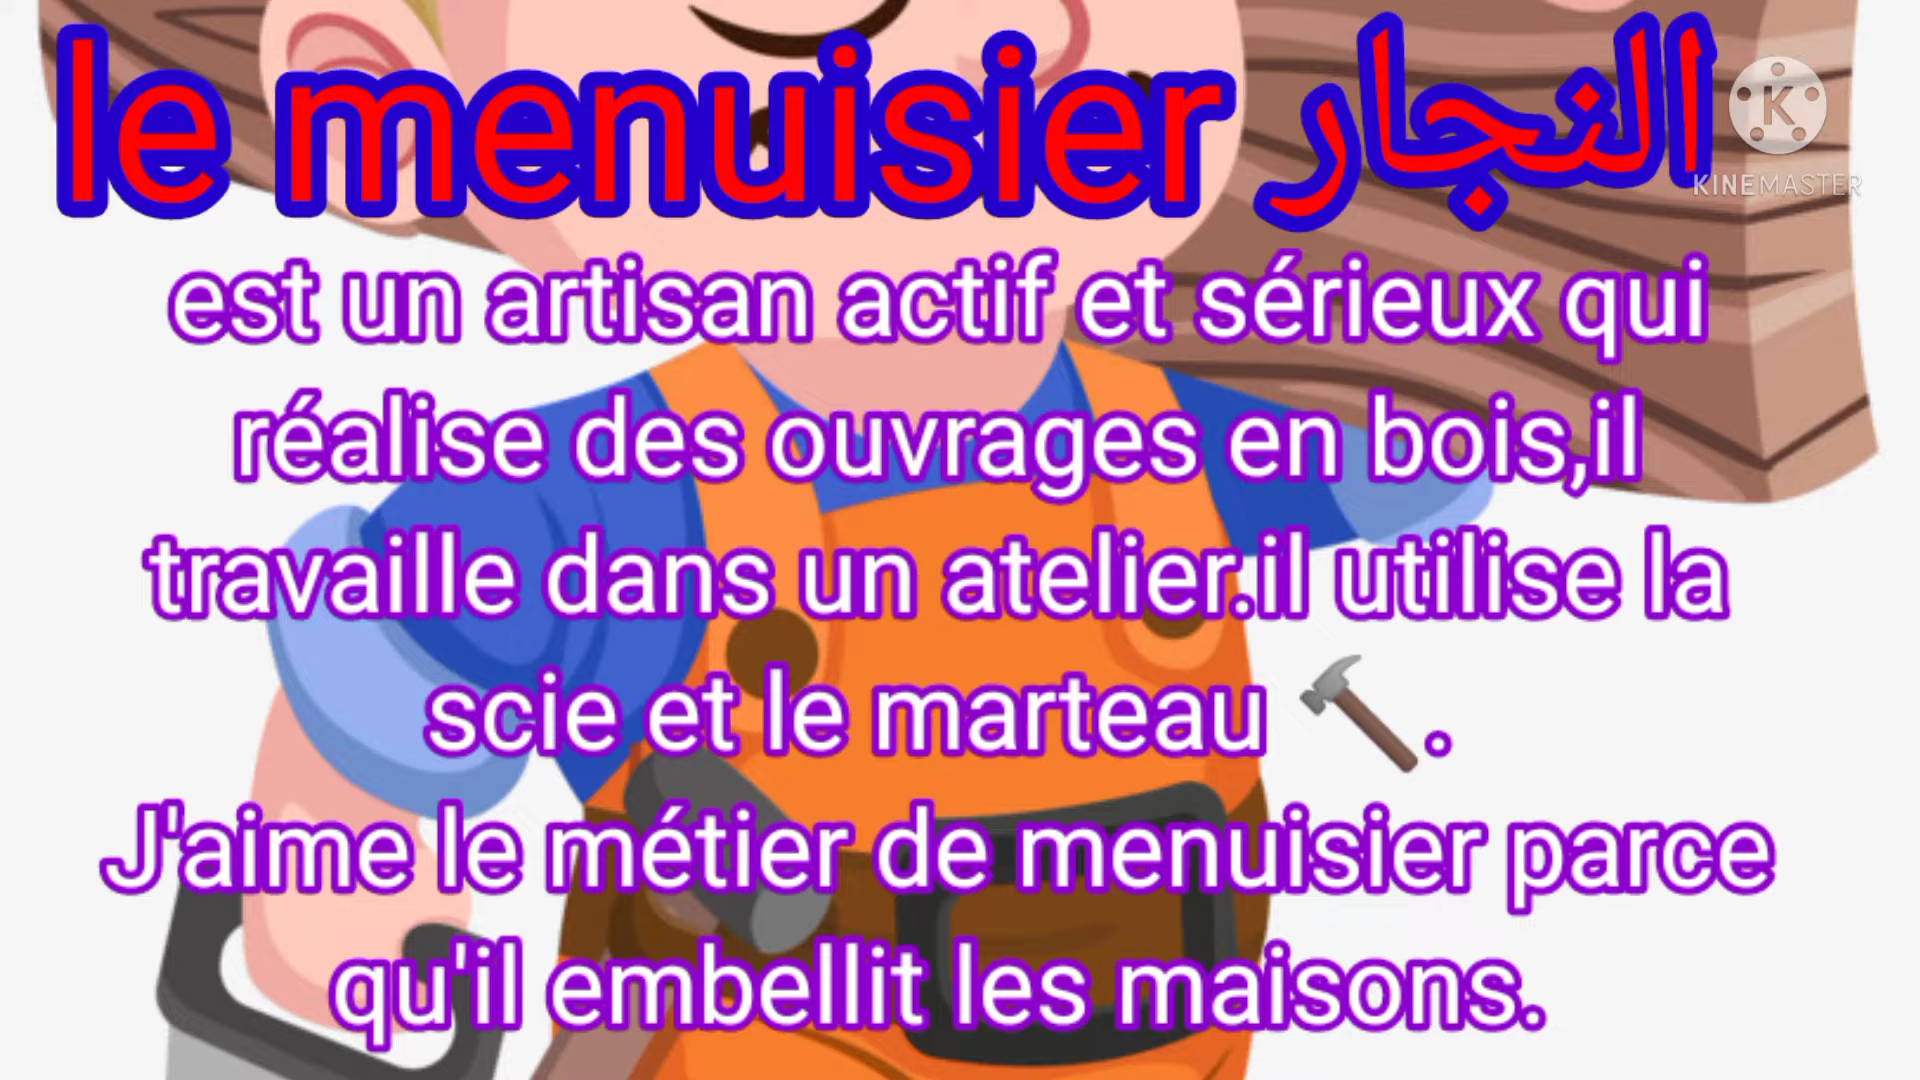 le menuisier النجار
KINEMASTER
est un artisan actif et sérieux qui
réalise des ouvrages en bois,il
travaille dans un atelier.il utilise la
scie et le marteau 🔨.
J'aime le métier de menuisier parce
qu'il embellit les maisons.